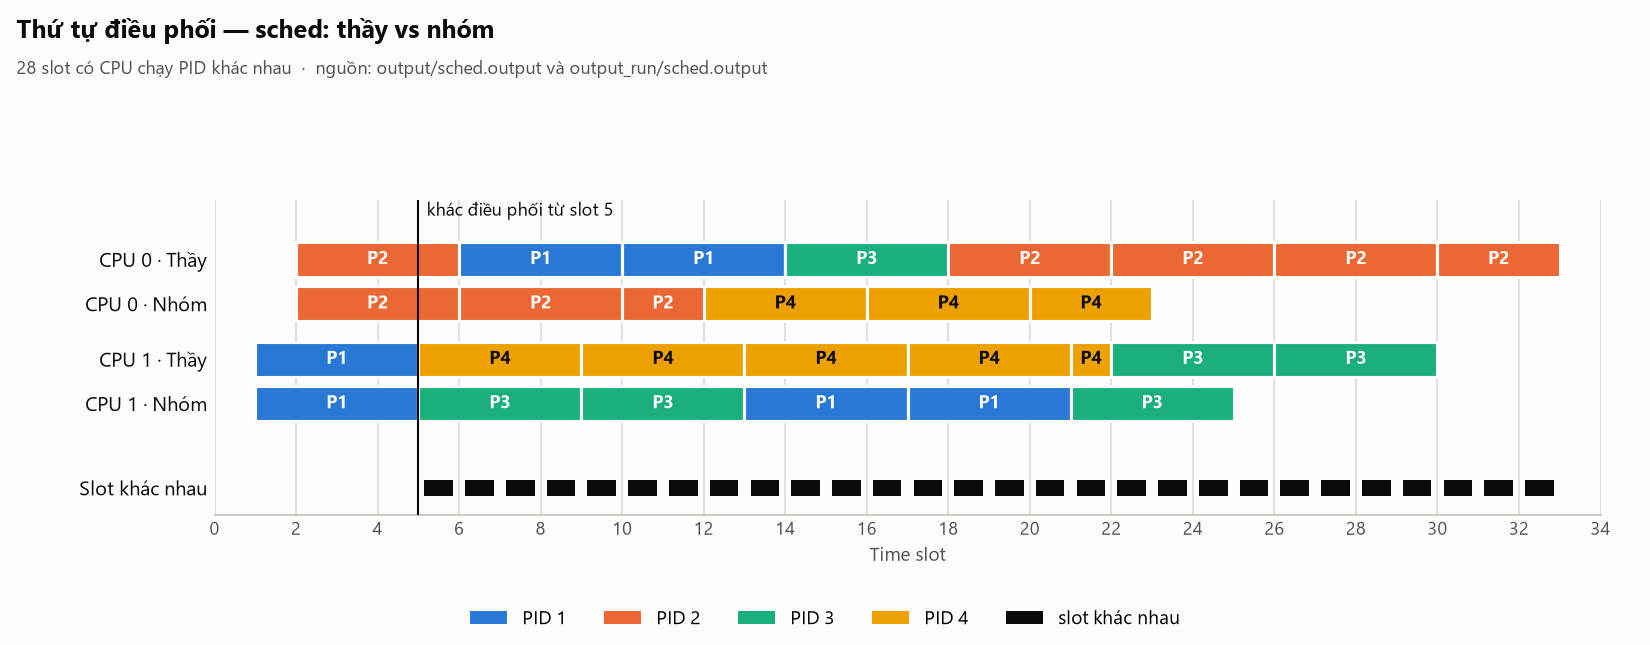 Thứ tự điều phối — sched: thầy vs nhóm
28 slot có CPU chạy PID khác nhau · nguồn: output/sched.output và output_run/sched.output
khác điều phối từ slot 5
CPU 0 · Thầy P2 P1 P1 P3 P2 P2 P2 P2
CPU 0 · Nhóm P2 P2 P2 P4 P4 P4
CPU 1 · Thầy P1 P4 P4 P4 P4 P4 P3 P3
CPU 1 · Nhóm P1 P3 P3 P1 P1 P3
Slot khác nhau
0 2 4 6 8 10 12 14 16 18 20 22 24 26 28 30 32 34
Time slot
PID 1 PID 2 PID 3 PID 4 slot khác nhau